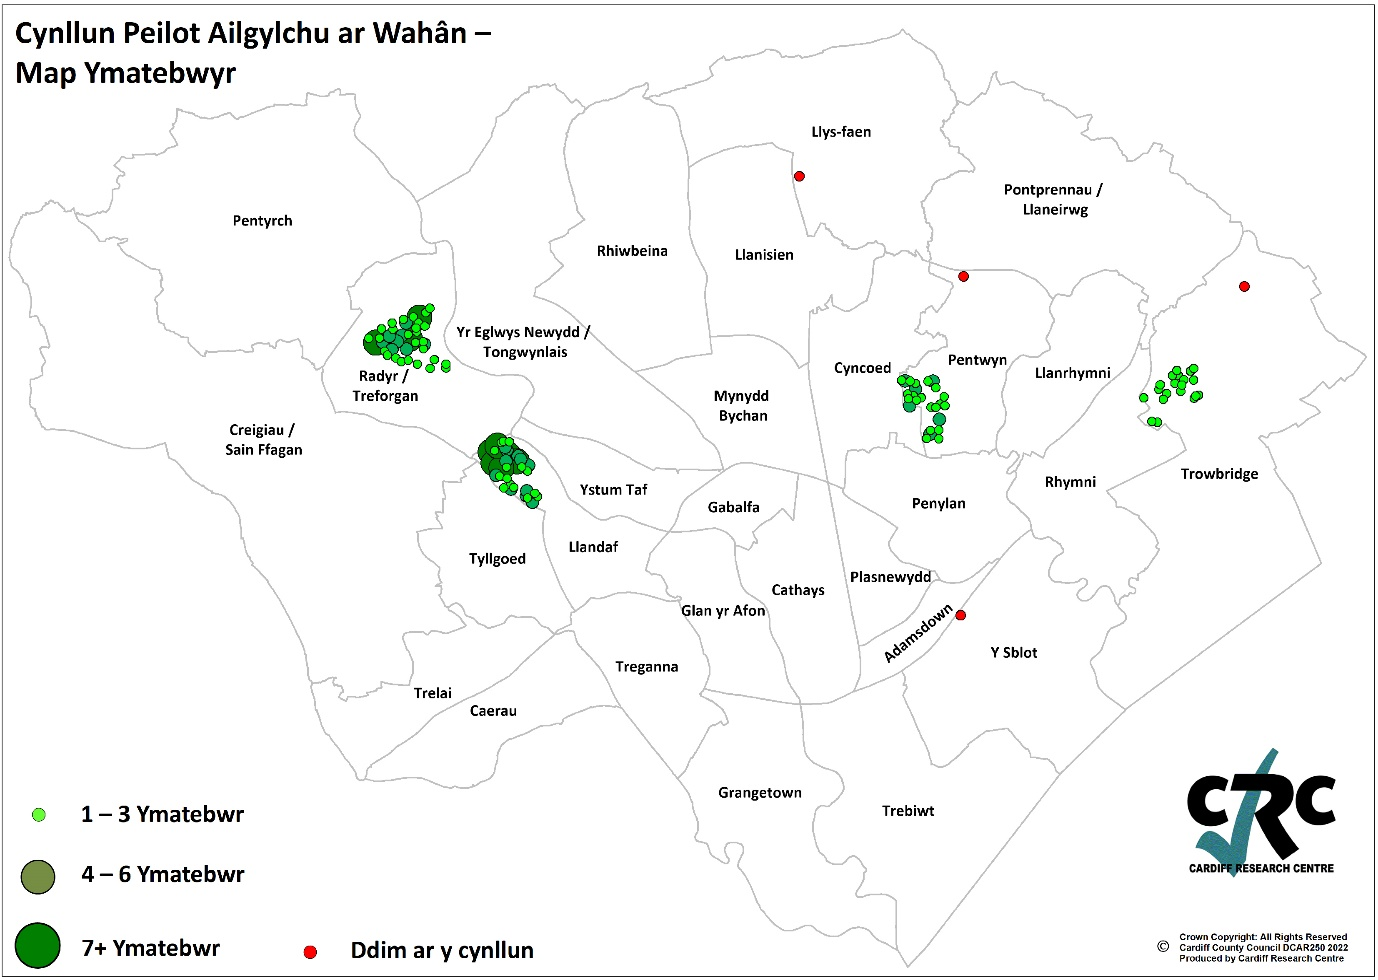 Cynllun Peilot Ailgylchu ar Wahân –
Map Ymatebwyr
Llys-faen
Pontprennau /
Llaneirwg
Pentyrch
Rhiwbeina
Llanisien
Yr Eglwys Newydd /
Tongwynlais
Radyr /
Treforgan
Cyncoed
Pentwyn
Llanrhymni
Mynydd
Bychan
Creigiau /
Sain Ffagan
Trowbridge
Rhymni
Ystum Taf
Gabalfa
Penylan
Tyllgoed
Llandaf
Cathays
Plasnewydd
Glan yr Afon
Adamsdown
Y Sblot
Treganna
Trelai
Caerau
Grangetown
Trebiwt
1 – 3 Ymatebwr
4 – 6 Ymatebwr
7+ Ymatebwr
Ddim ar y cynllun
CRC
CARDIFF RESEARCH CENTRE
© Crown Copyright: All Rights Reserved
Cardiff County Council DCAR250 2022
Produced by Cardiff Research Centre